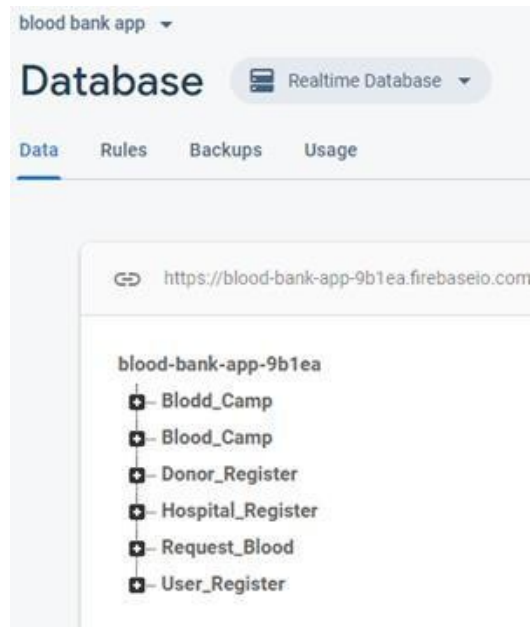 blood bank app
Database Realtime Database
Data Rules Backups Usage
https://blood-bank-app-9b1ea.firebaseio.com
blood-bank-app-9b1ea
Blodd_Camp
Blood_Camp
Donor_Register
Hospital_Register
Request_Blood
User_Register